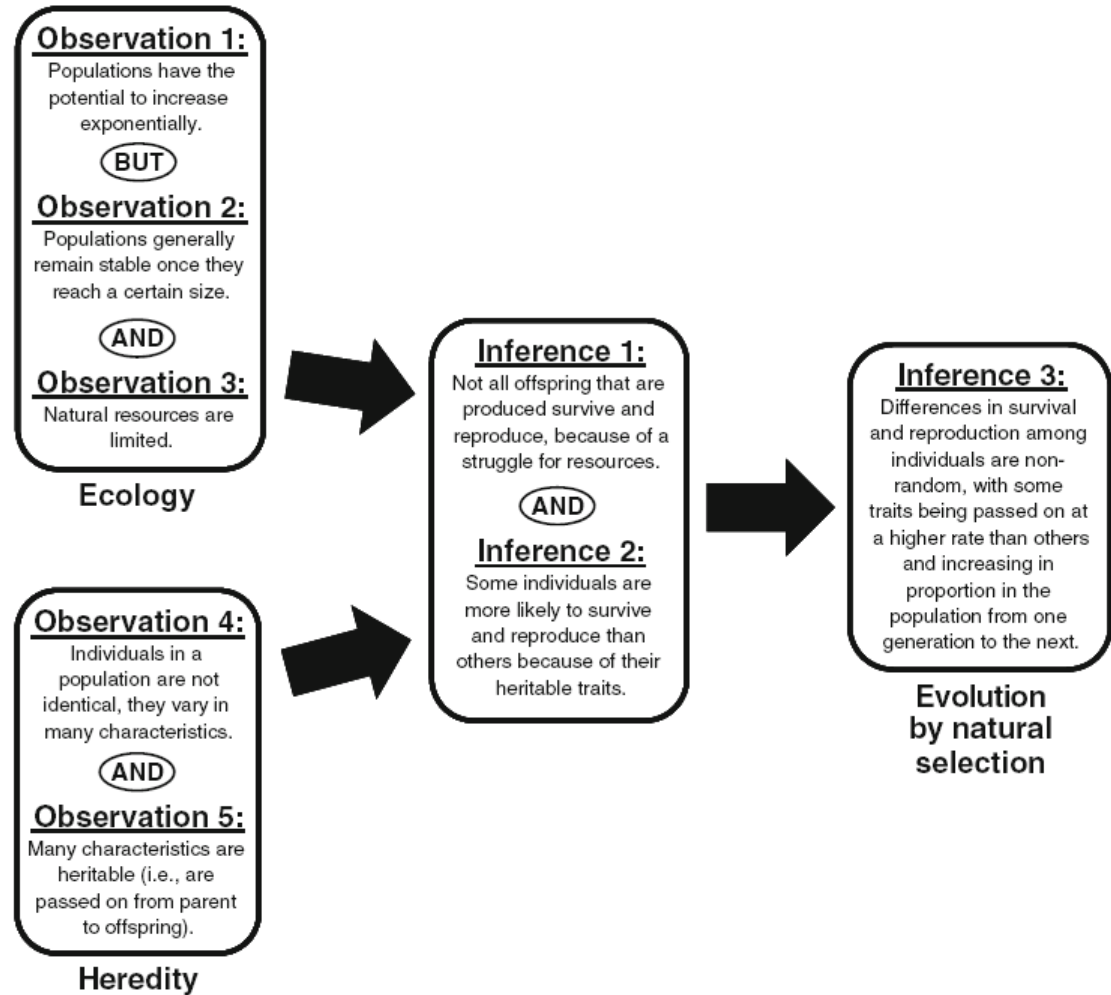 Observation 1:
Populations have the
potential to increase
exponentially.
BUT
Observation 2:
Populations generally
remain stable once they
reach a certain size.
AND
Observation 3:
Natural resources are
limited.
Ecology
Observation 4:
Individuals in a
population are not
identical, they vary in
many characteristics.
AND
Observation 5:
Many characteristics are
heritable (i.e., are
passed on from parent
to offspring).
Heredity
Inference 1:
Not all offspring that are
produced survive and
reproduce, because of a
struggle for resources.
AND
Inference 2:
Some individuals are
more likely to survive
and reproduce than
others because of their
heritable traits.
Inference 3:
Differences in survival
and reproduction among
individuals are non-
random, with some
traits being passed on at
a higher rate than others
and increasing in
proportion in the
population from one
generation to the next.
Evolution
by natural
selection